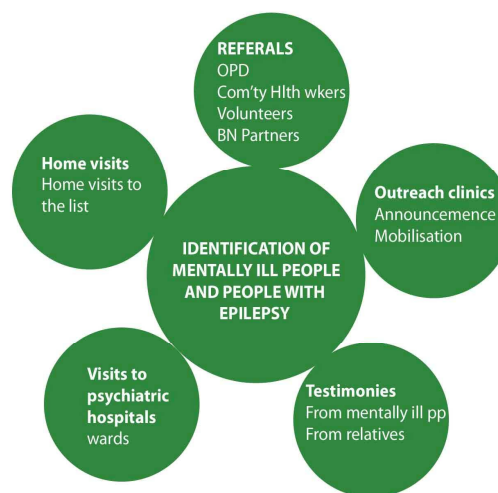 REFERALS
OPD
Com'ty Hlth wkers
Volunteers
BN Partners
Home visits
Home visits to
the list
Outreach clinics
Announcemence
Mobilisation
IDENTIFICATION OF
MENTALLY ILL PEOPLE
AND PEOPLE WITH
EPILEPSY
Visits to
psychiatric
hospitals
wards
Testimonies
From mentally ill pp
From relatives